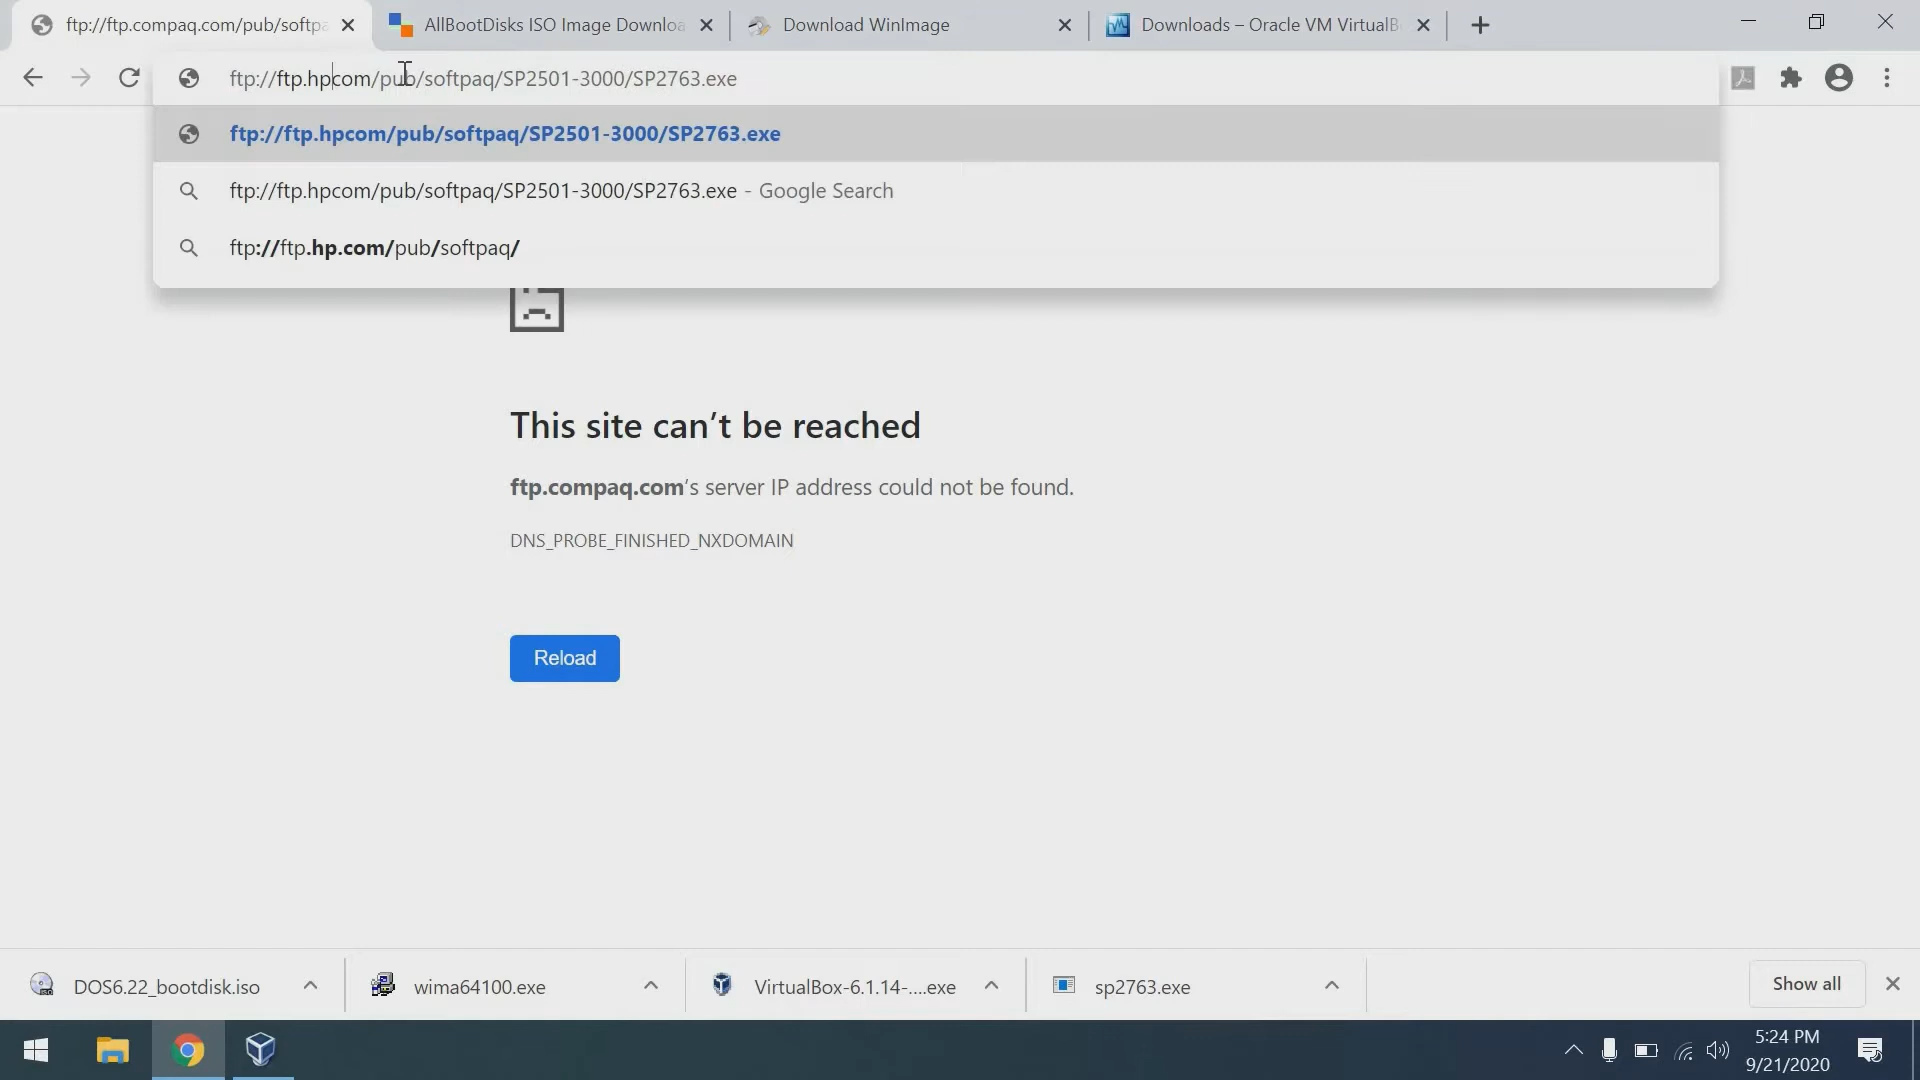 ftp://ftp.compaq.com/pub/softpa
AllBootDisks ISO Image Downloa
Download WinImage
Downloads – Oracle VM VirtualB
ftp://ftp.hpcom/pub/softpaq/SP2501-3000/SP2763.exe
ftp://ftp.hpcom/pub/softpaq/SP2501-3000/SP2763.exe
ftp://ftp.hpcom/pub/softpaq/SP2501-3000/SP2763.exe - Google Search
ftp://ftp.hp.com/pub/softpaq/
This site can’t be reached
ftp.compaq.com’s server IP address could not be found.
DNS_PROBE_FINISHED_NXDOMAIN
Reload
DOS6.22_bootdisk.iso
wima64100.exe
VirtualBox-6.1.14-....exe
sp2763.exe
Show all
5:24 PM
9/21/2020